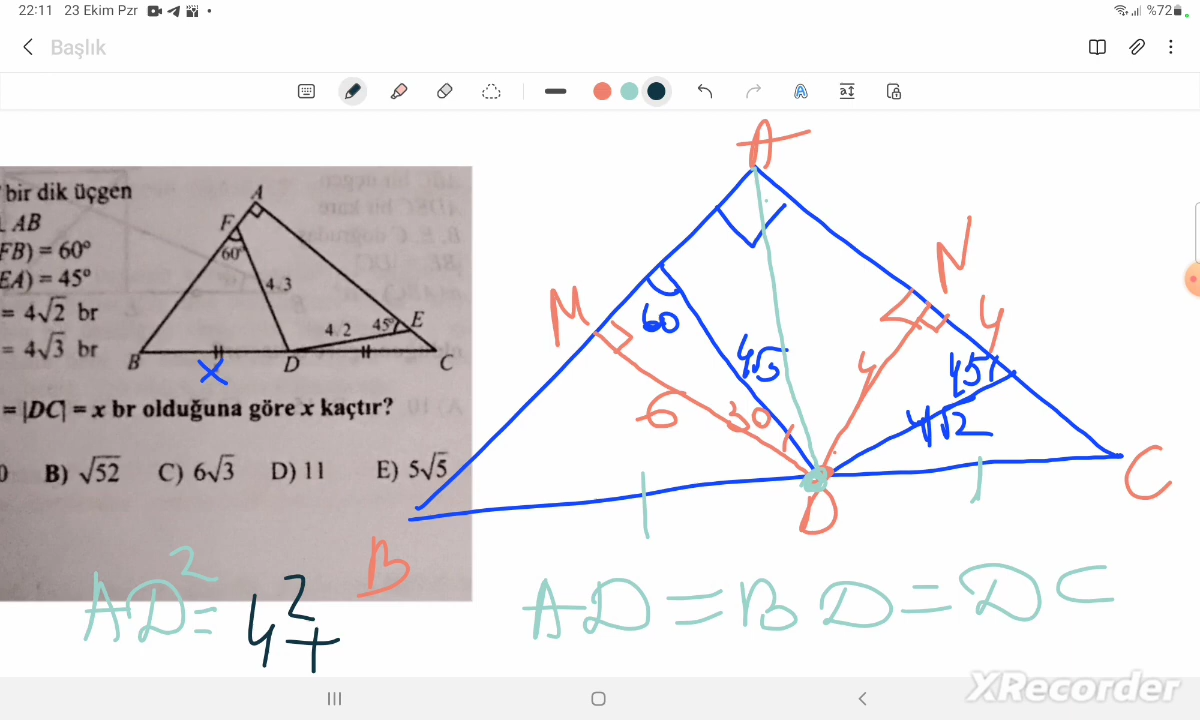 22:11 23 Ekim Pzr %72
Başlık
bir dik üçgen
AB
FB) = 60°
EA) = 45°
= 4√2 br
= 4√3 br
A
F
60°
4 3
4 2
45°
E
B
D
C
x
= |DC| = x br olduğuna göre x kaçtır?
B) √52 C) 6√3 D) 11 E) 5√5
A
M
N
60
6
30
4
4
45
4√2
B
D
C
AD² = 4² +
AD = BD = DC
XRecorder